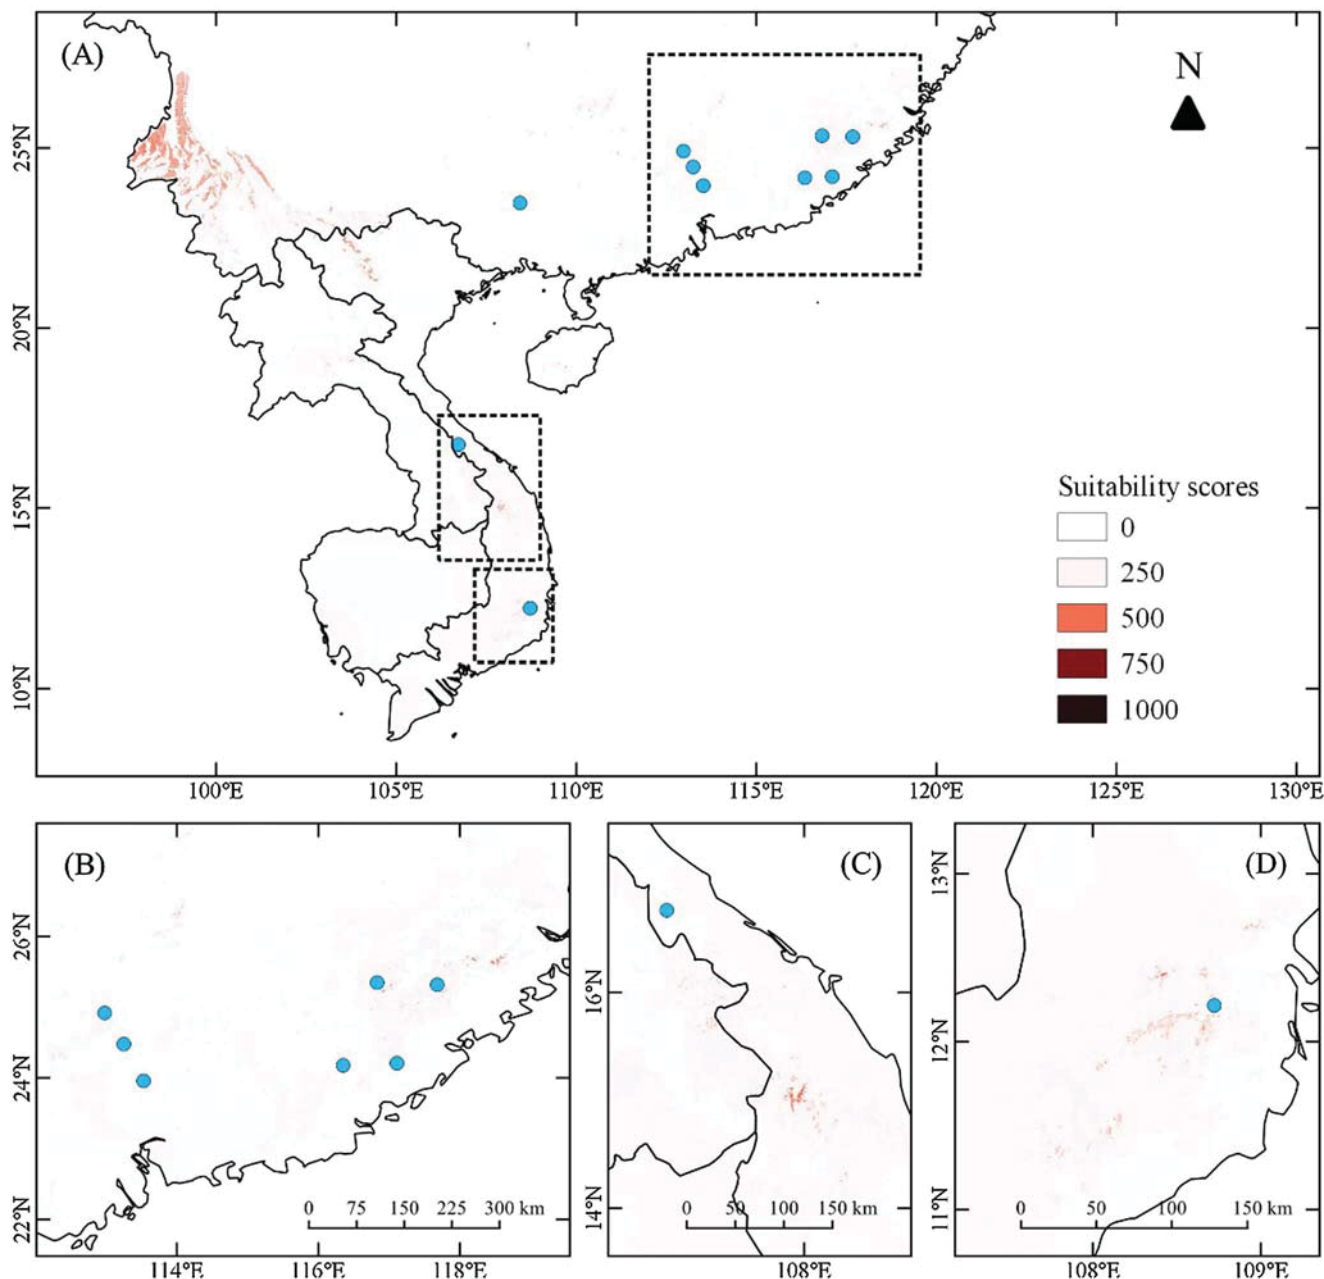 (A)
N
25°N
20°N
15°N
10°N
Suitability scores
0
250
500
750
1000
100°E 105°E 110°E 115°E 120°E 125°E 130°E
(B)
26°N
24°N
22°N
0 75 150 225 300 km
114°E 116°E 118°E
(C)
16°N
14°N
0 50 100 150 km
108°E
(D)
13°N
12°N
11°N
0 50 100 150 km
108°E 109°E